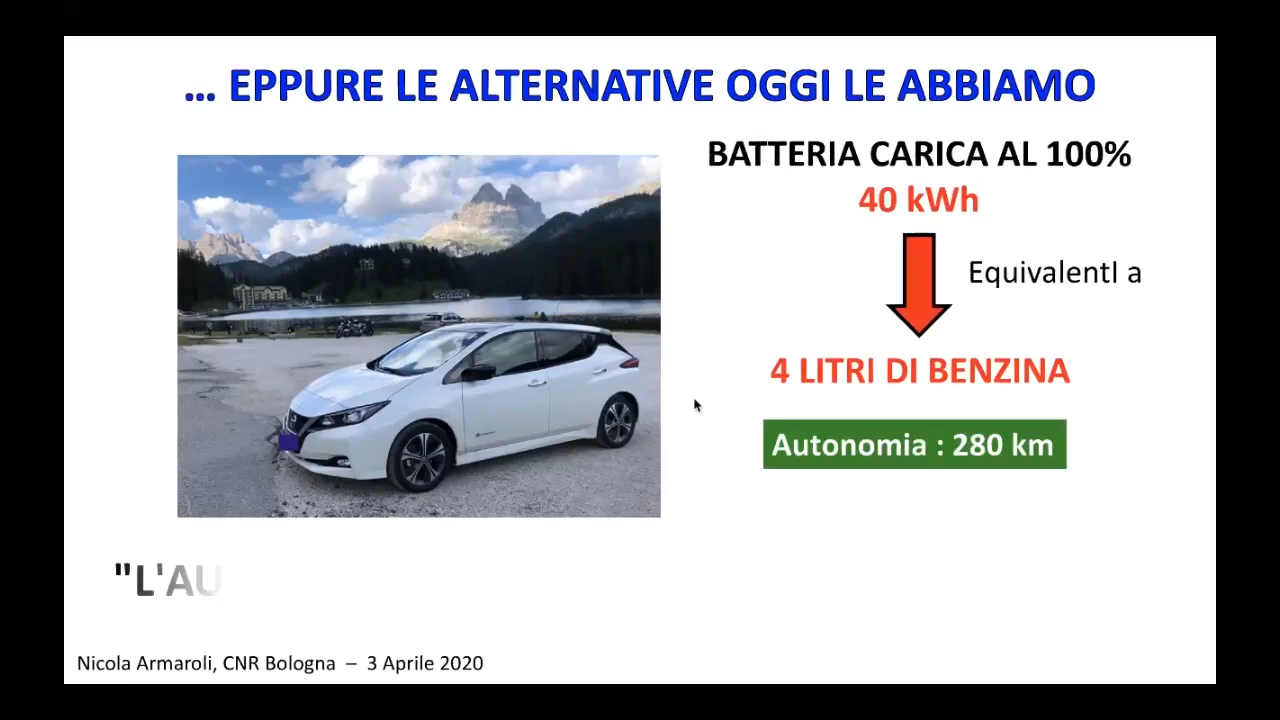 ... EPPURE LE ALTERNATIVE OGGI LE ABBIAMO
BATTERIA CARICA AL 100%
40 kWh
EquivalentI a
4 LITRI DI BENZINA
Autonomia : 280 km
"L'AU
Nicola Armaroli, CNR Bologna – 3 Aprile 2020